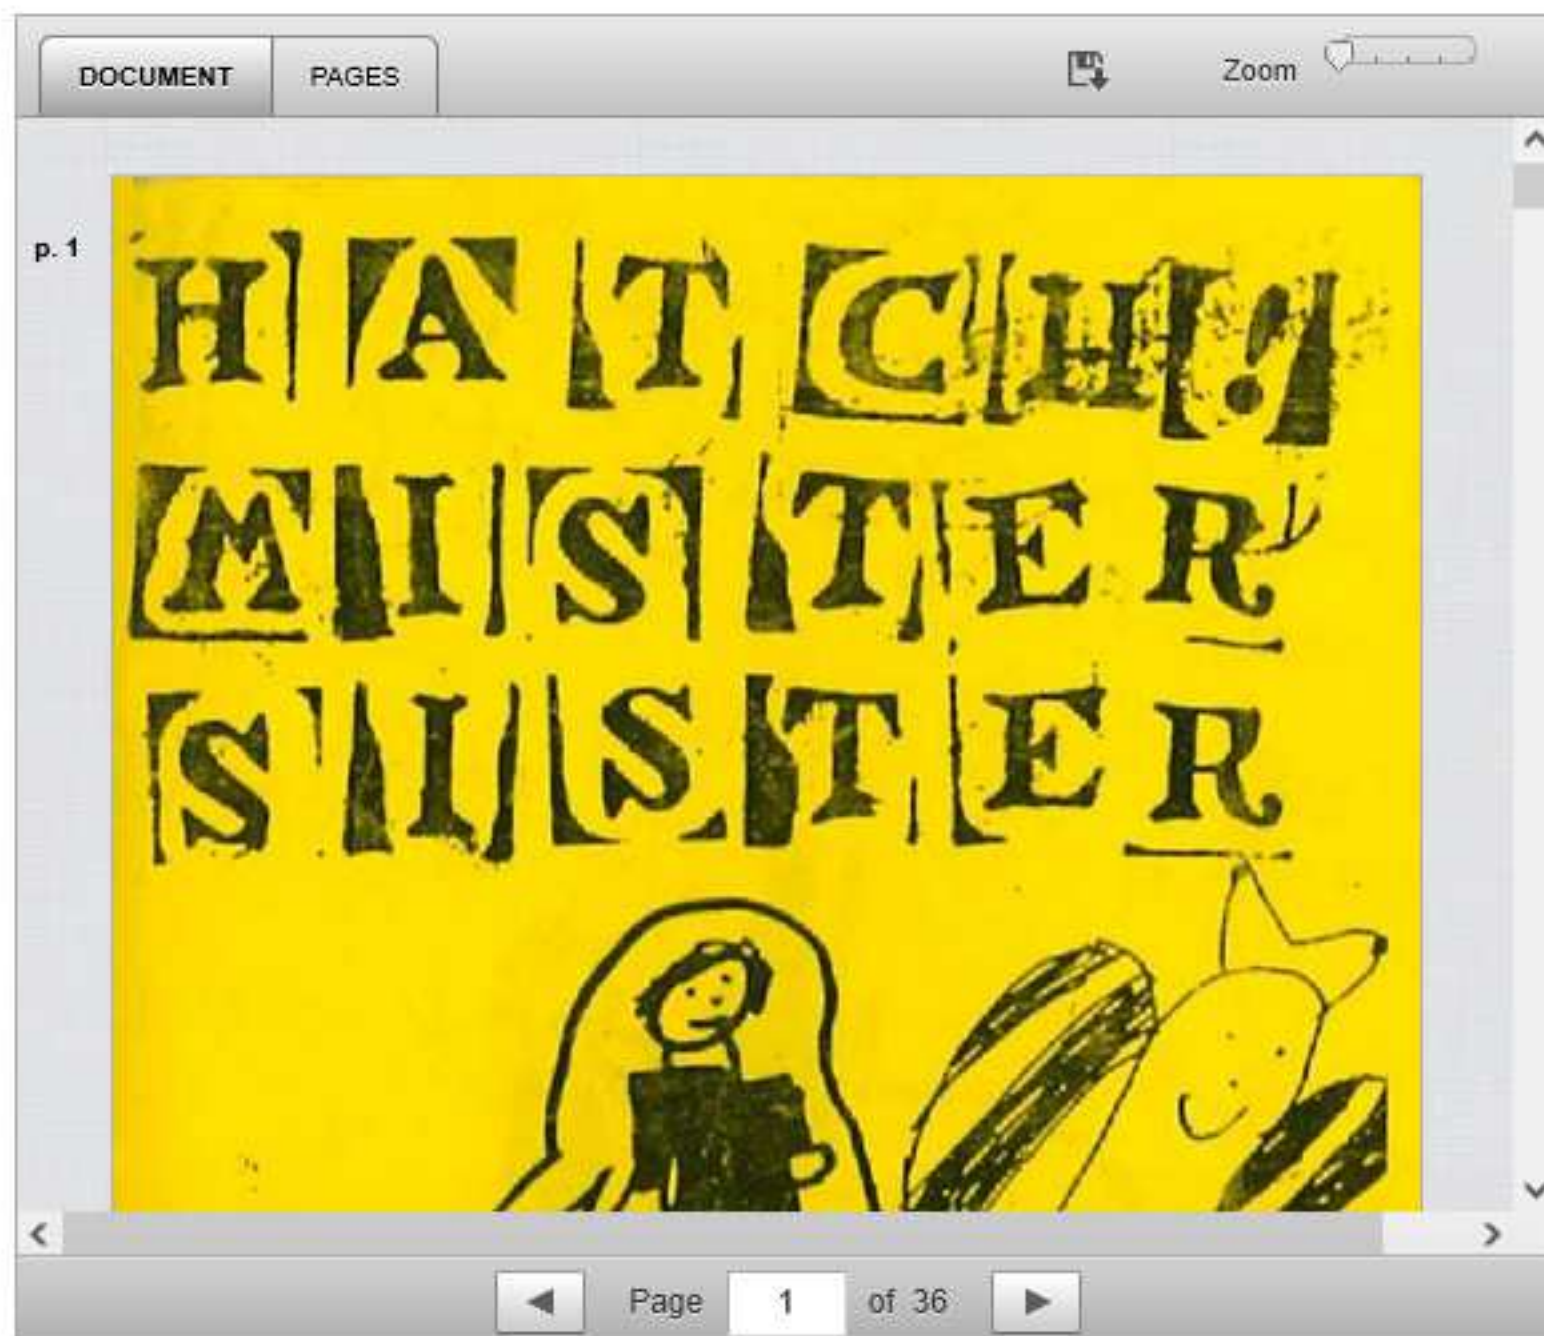 DOCUMENT PAGES Zoom
p. 1
HATCH!
MISTER
SISTER
Page 1 of 36